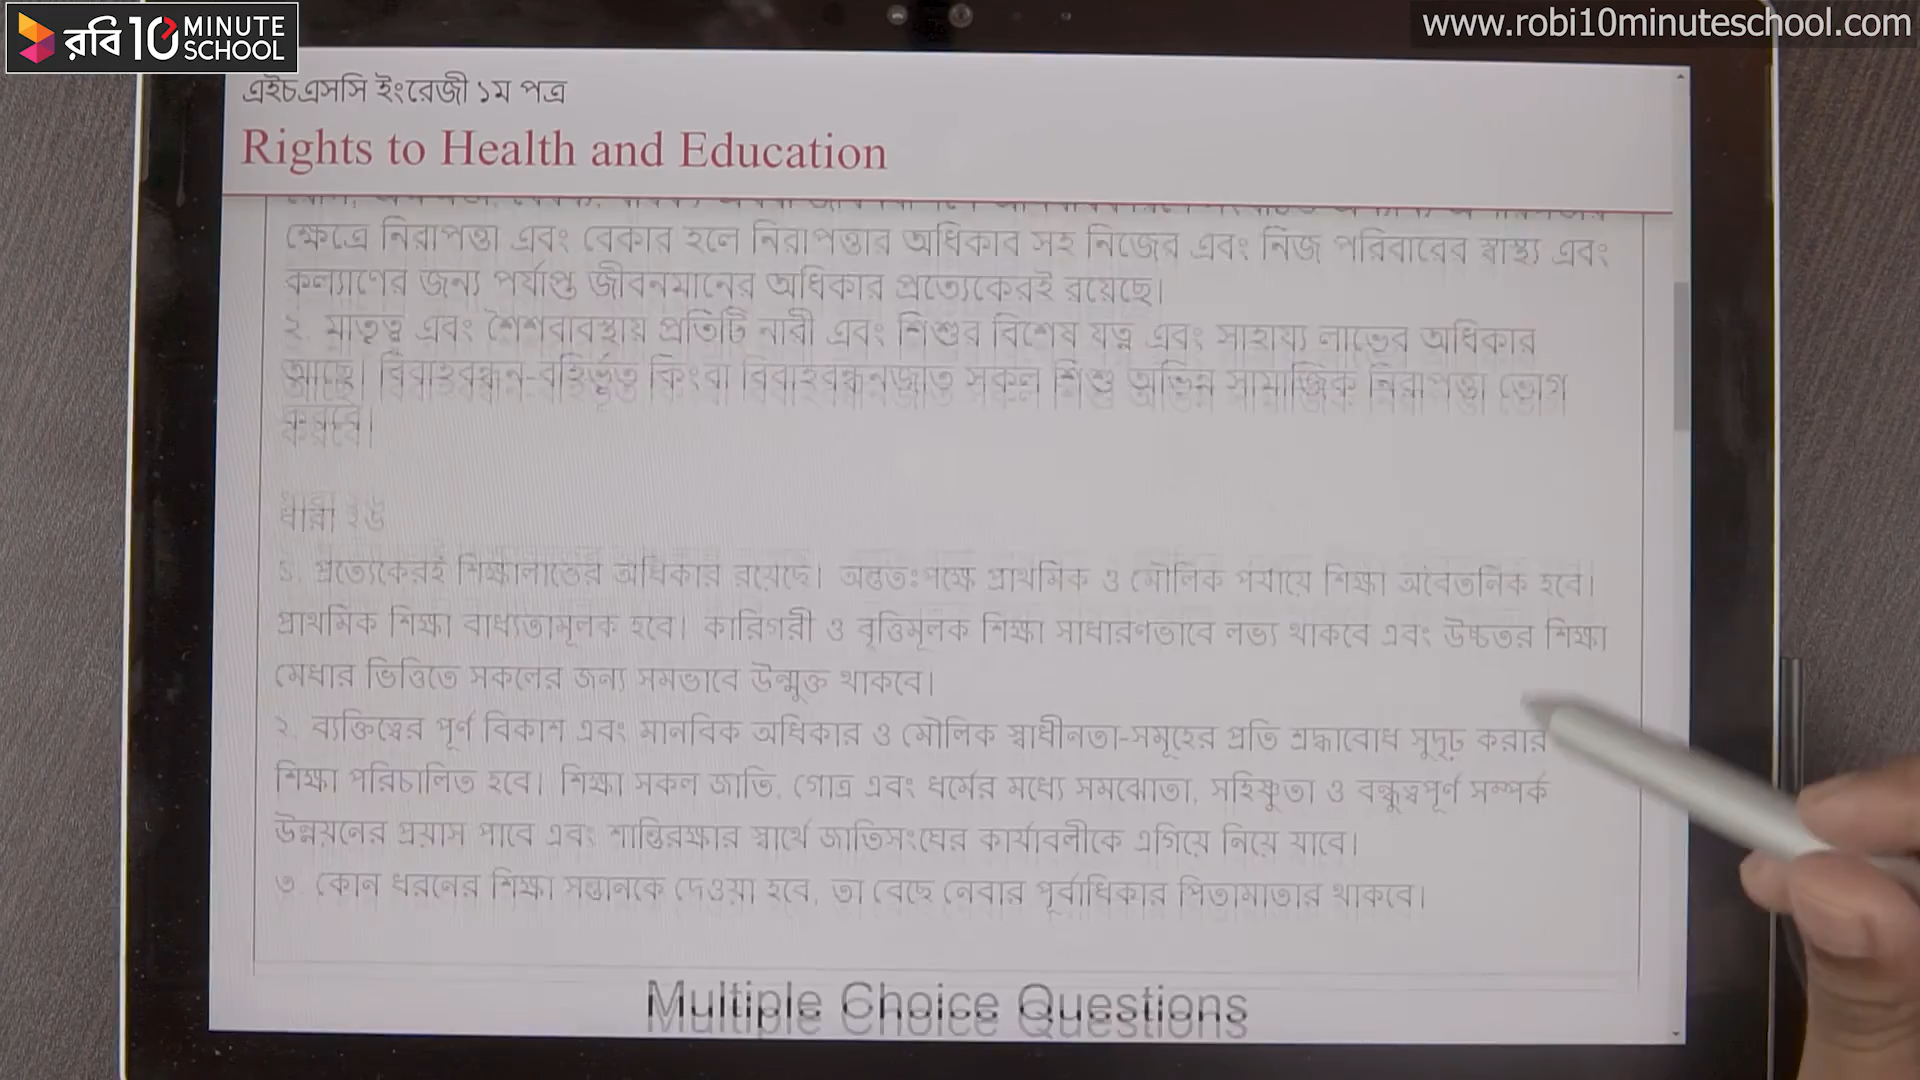 রবি 10 MINUTE SCHOOL
www.robi10minuteschool.com
এইচএসসি ইংরেজী ১ম পত্র
Rights to Health and Education
ক্ষেত্রে নিরাপত্তা এবং বেকার হলে নিরাপত্তার অধিকার সহ নিজের এবং নিজ পরিবারের স্বাস্থ্য এবং
কল্যাণের জন্য পর্যাপ্ত জীবনমানের অধিকার প্রত্যেকেরই রয়েছে।
২. মাতৃত্ব এবং শৈশবাবস্থায় প্রতিটি নারী এবং শিশুর বিশেষ যত্ন এবং সাহায্য লাভের অধিকার
আছে। বিবাহবন্ধন-বহির্ভূত কিংবা বিবাহবন্ধনজাত সকল শিশু অভিন্ন সামাজিক নিরাপত্তা ভোগ
করবে।
ধারা ২৬
১. প্রত্যেকেরই শিক্ষালাভের অধিকার রয়েছে। অন্ততঃপক্ষে প্রাথমিক ও মৌলিক পর্যায়ে শিক্ষা অবৈতনিক হবে।
প্রাথমিক শিক্ষা বাধ্যতামূলক হবে। কারিগরী ও বৃত্তিমূলক শিক্ষা সাধারণভাবে লভ্য থাকবে এবং উচ্চতর শিক্ষা
মেধার ভিত্তিতে সকলের জন্য সমভাবে উন্মুক্ত থাকবে।
২. ব্যক্তিত্বের পূর্ণ বিকাশ এবং মানবিক অধিকার ও মৌলিক স্বাধীনতা-সমূহের প্রতি শ্রদ্ধাবোধ সুদৃঢ় করার
শিক্ষা পরিচালিত হবে। শিক্ষা সকল জাতি, গোত্র এবং ধর্মের মধ্যে সমঝোতা, সহিষ্ণুতা ও বন্ধুত্বপূর্ণ সম্পর্ক
উন্নয়নের প্রয়াস পাবে এবং শান্তিরক্ষার স্বার্থে জাতিসংঘের কার্যাবলীকে এগিয়ে নিয়ে যাবে।
৩. কোন ধরনের শিক্ষা সন্তানকে দেওয়া হবে, তা বেছে নেবার পূর্বাধিকার পিতামাতার থাকবে।
Multiple Choice Questions